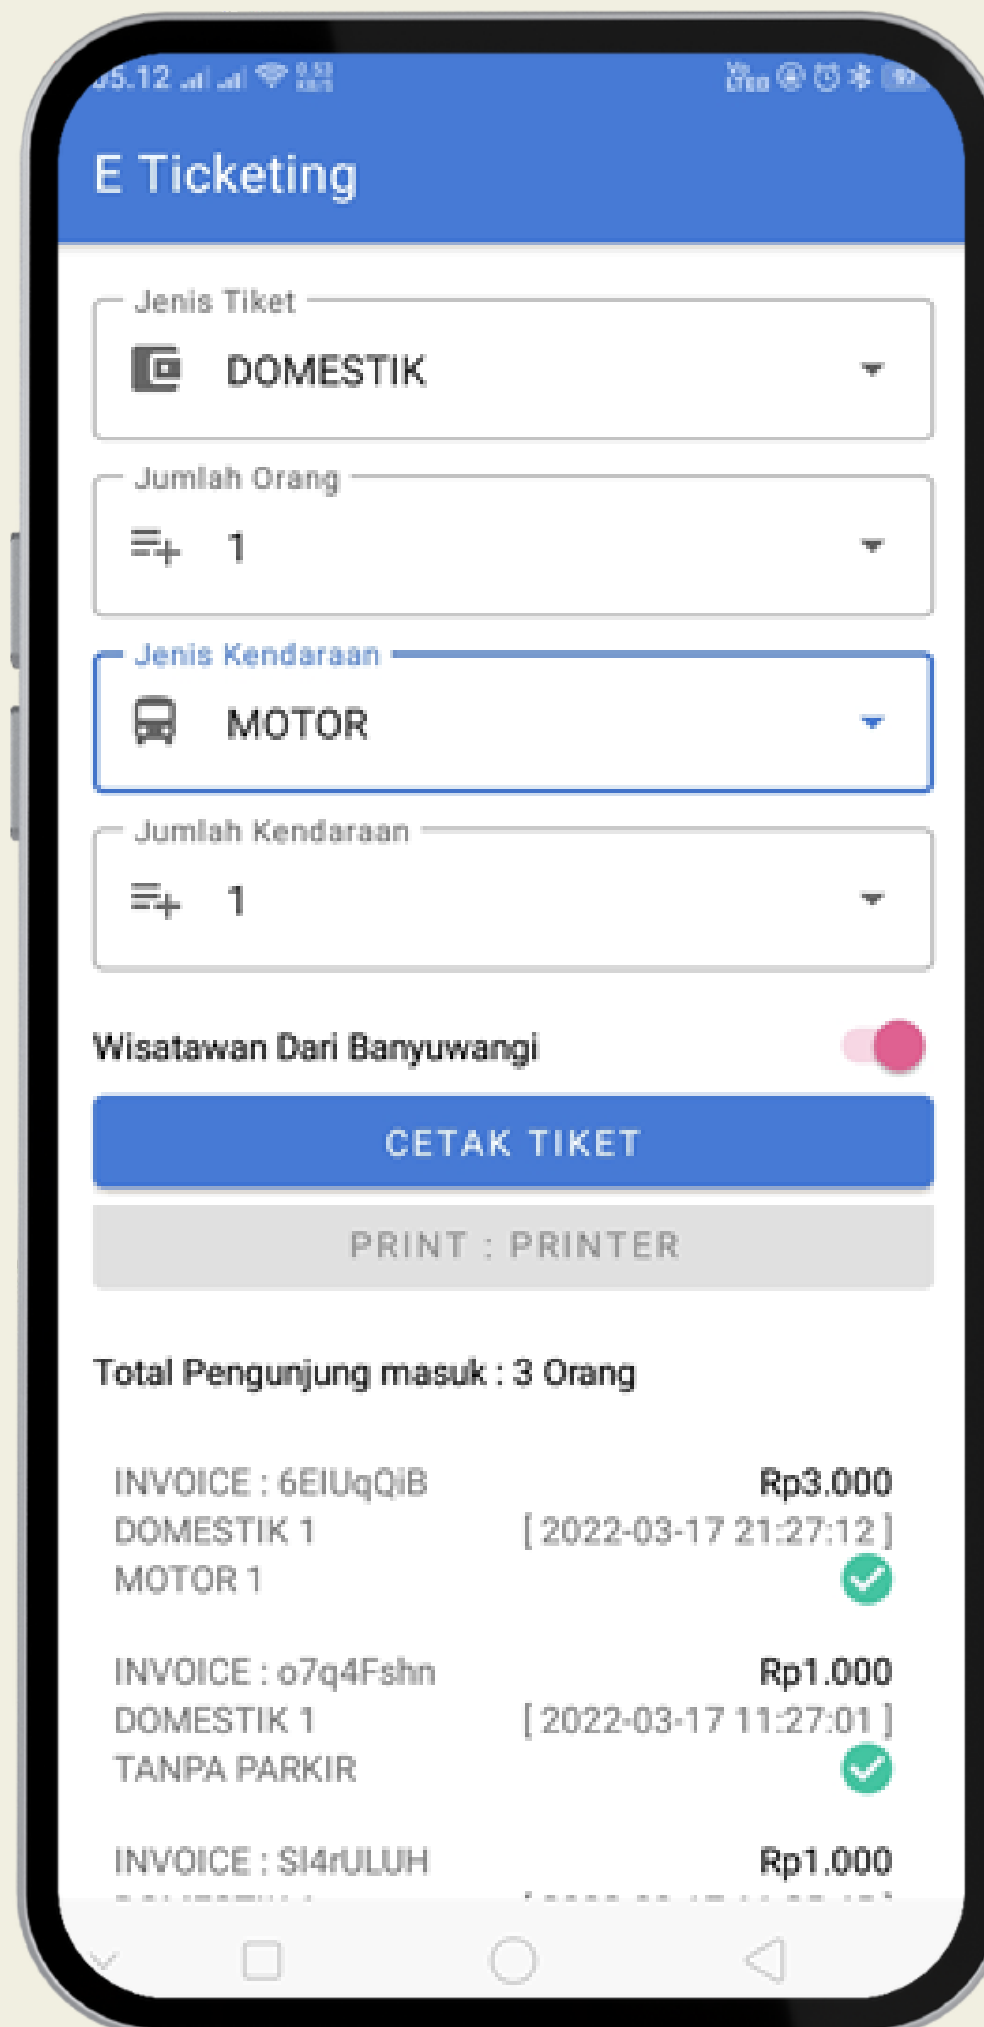 05.12
E Ticketing
Jenis Tiket
DOMESTIK
Jumlah Orang
1
Jenis Kendaraan
MOTOR
Jumlah Kendaraan
1
Wisatawan Dari Banyuwangi
CETAK TIKET
PRINT : PRINTER
Total Pengunjung masuk : 3 Orang
INVOICE : 6EIUqQiB Rp3.000
DOMESTIK 1 [ 2022-03-17 21:27:12 ]
MOTOR 1
INVOICE : o7q4Fshn Rp1.000
DOMESTIK 1 [ 2022-03-17 11:27:01 ]
TANPA PARKIR
INVOICE : SI4rULUH Rp1.000